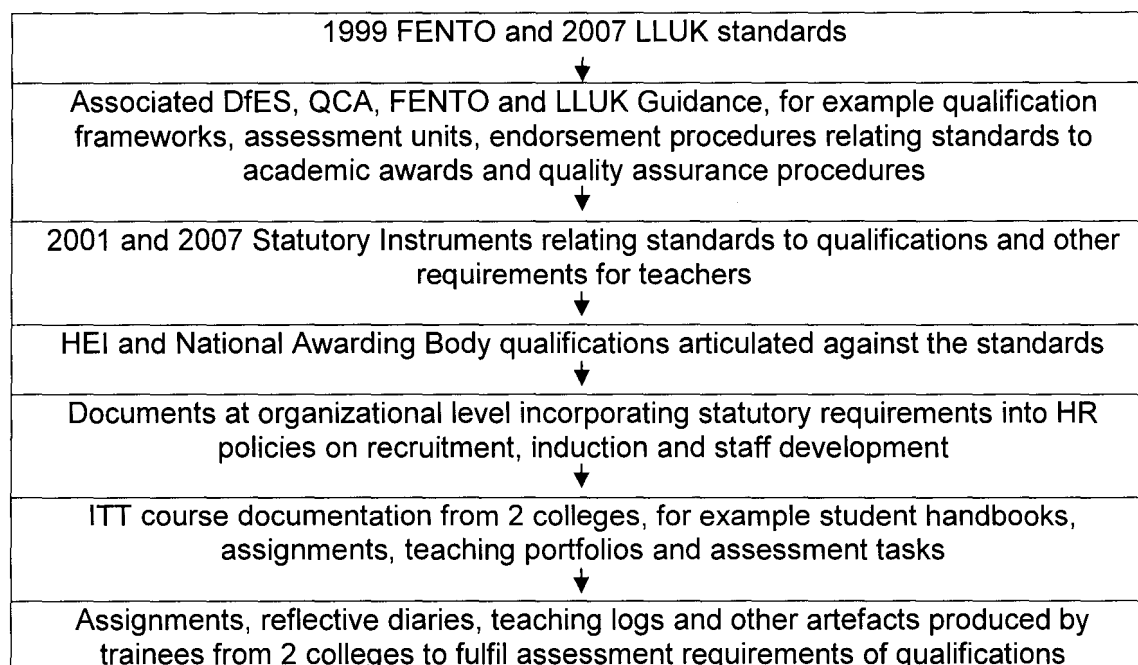 1999 FENTO and 2007 LLUK standards
Associated DfES, QCA, FENTO and LLUK Guidance, for example qualification
frameworks, assessment units, endorsement procedures relating standards to
academic awards and quality assurance procedures
2001 and 2007 Statutory Instruments relating standards to qualifications and other
requirements for teachers
HEI and National Awarding Body qualifications articulated against the standards
Documents at organizational level incorporating statutory requirements into HR
policies on recruitment, induction and staff development
ITT course documentation from 2 colleges, for example student handbooks,
assignments, teaching portfolios and assessment tasks
Assignments, reflective diaries, teaching logs and other artefacts produced by
trainees from 2 colleges to fulfil assessment requirements of qualifications